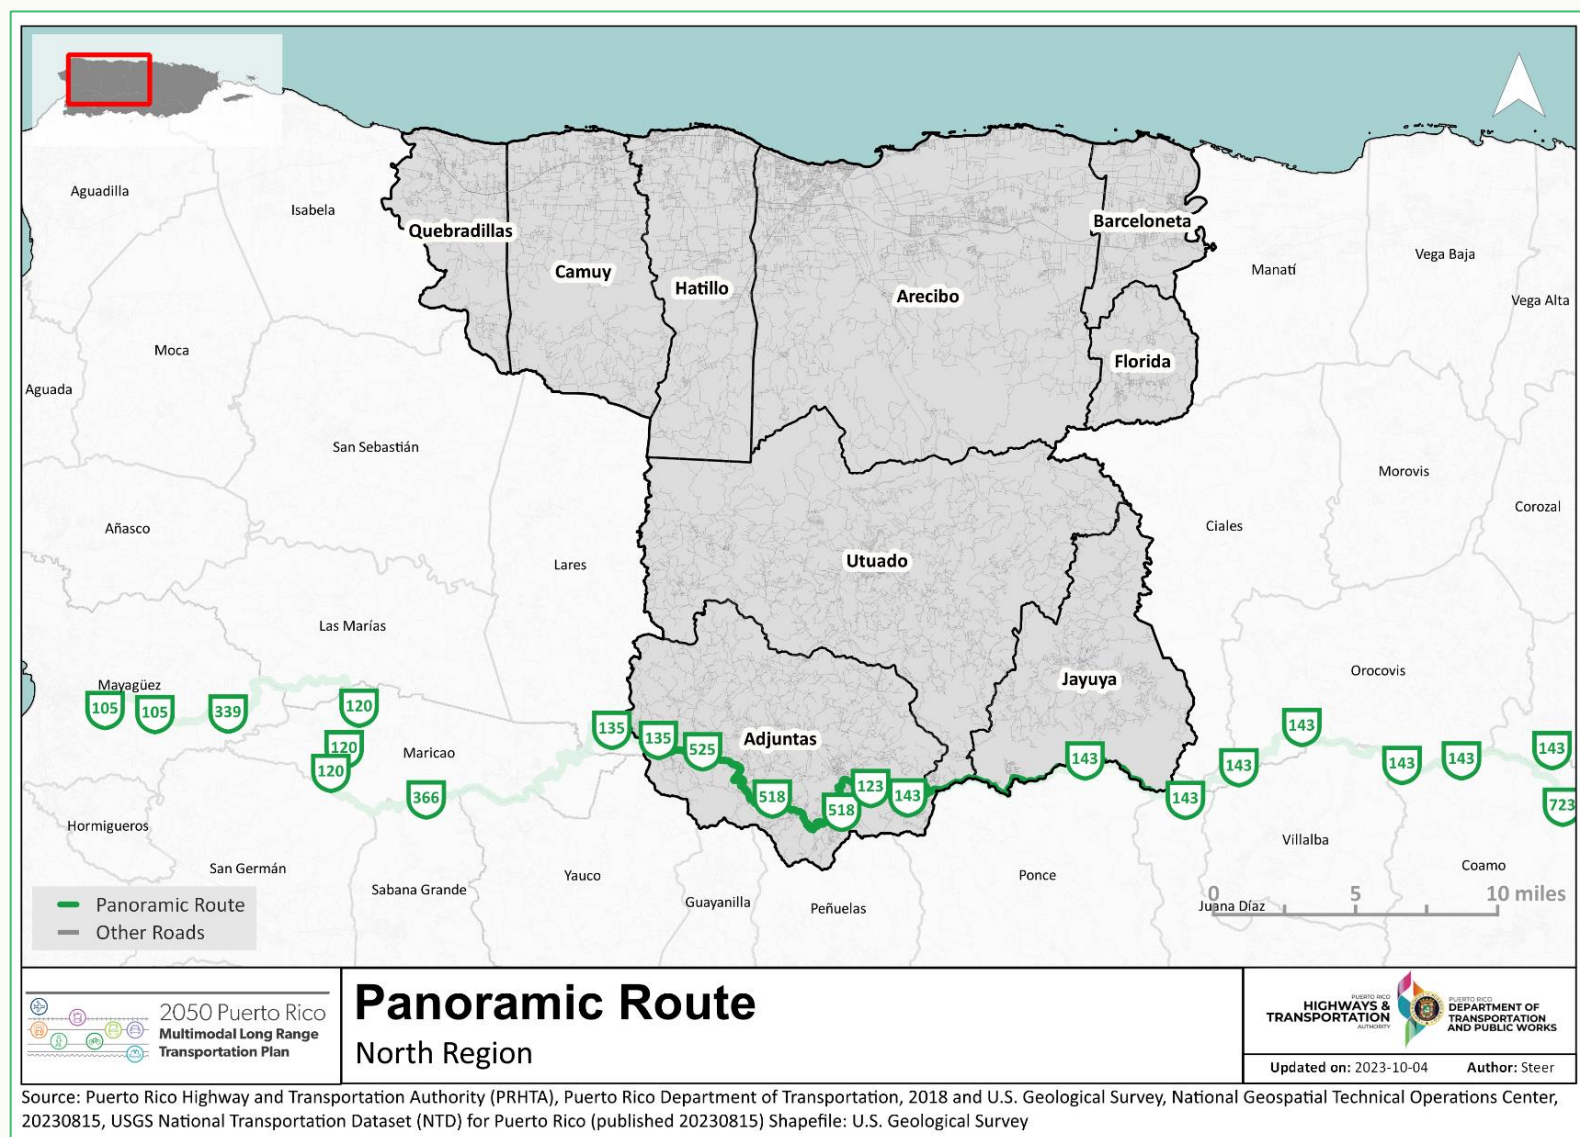 Aguadilla
Isabela
Quebradillas
Camuy
Hatillo
Arecibo
Barceloneta
Manatí
Vega Baja
Vega Alta
Moca
Aguada
Florida
San Sebastián
Morovis
Corozal
Añasco
Ciales
Lares
Utuado
Las Marías
Mayagüez
Jayuya
Orocovis
105
105
339
120
120
120
Maricao
366
135
135
525
Adjuntas
518
518
123
143
143
143
143
143
143
143
143
723
Hormigueros
San Germán
Sabana Grande
Yauco
Guayanilla
Peñuelas
Ponce
Juana Díaz
Villalba
Coamo
0 5 10 miles
Panoramic Route
Other Roads
2050 Puerto Rico
Multimodal Long Range
Transportation Plan
Panoramic Route
North Region
PUERTO RICO
HIGHWAYS &
TRANSPORTATION
AUTHORITY
PUERTO RICO
DEPARTMENT OF
TRANSPORTATION
AND PUBLIC WORKS
Updated on: 2023-10-04 Author: Steer
Source: Puerto Rico Highway and Transportation Authority (PRHTA), Puerto Rico Department of Transportation, 2018 and U.S. Geological Survey, National Geospatial Technical Operations Center,
20230815, USGS National Transportation Dataset (NTD) for Puerto Rico (published 20230815) Shapefile: U.S. Geological Survey